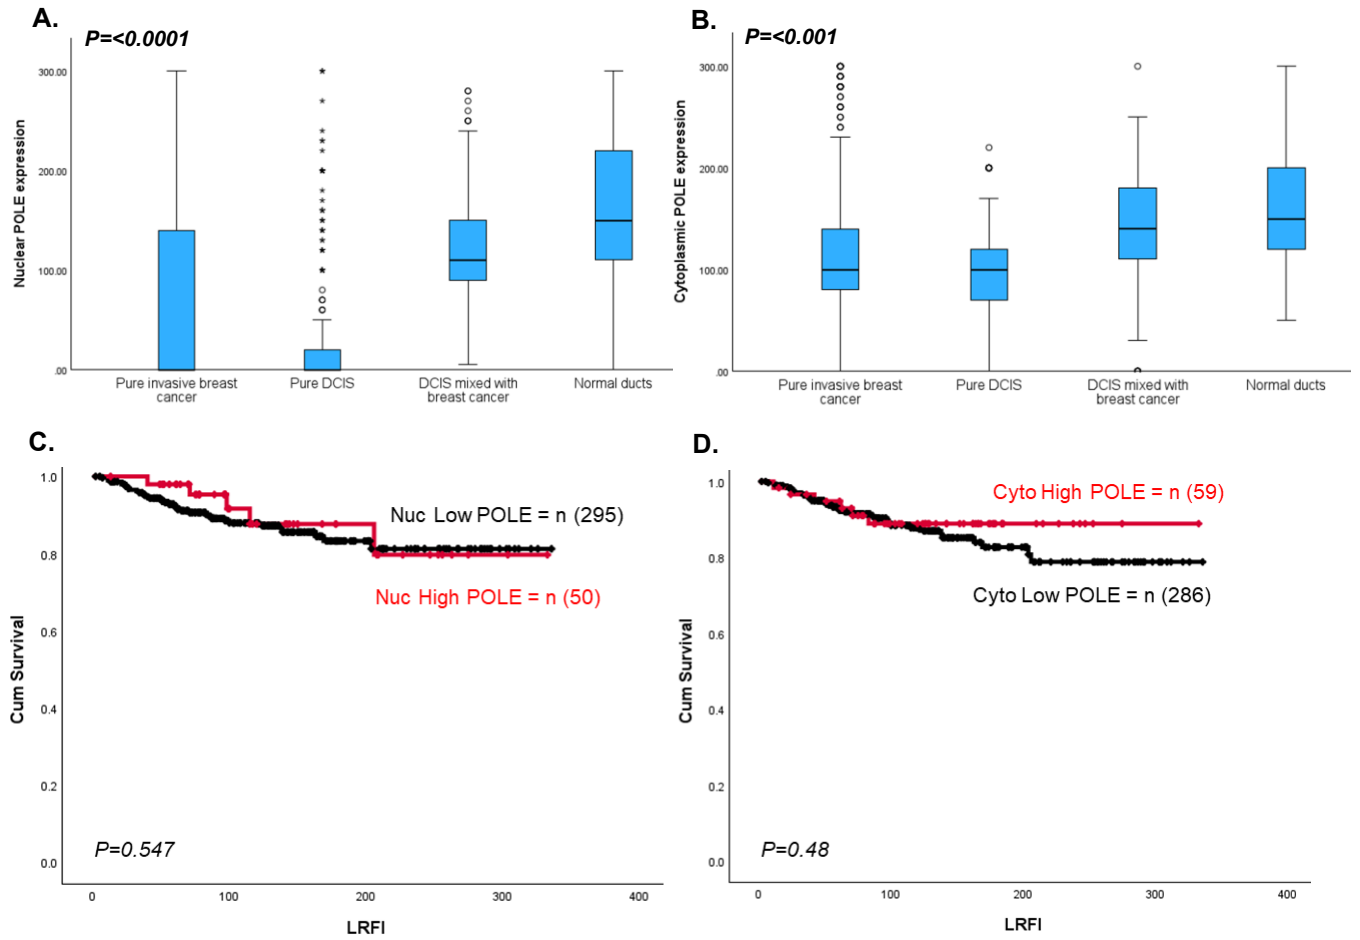 A.
P=<0.0001
Nuclear POLE expression
300.00
200.00
100.00
.00
Pure invasive breast
cancer
Pure DCIS
DCIS mixed with
breast cancer
Normal ducts
B.
P=<0.001
Cytoplasmic POLE expression
300.00
200.00
100.00
.00
Pure invasive breast
cancer
Pure DCIS
DCIS mixed with
breast cancer
Normal ducts
C.
Cum Survival
1.0
0.8
0.6
0.4
0.2
0.0
Nuc Low POLE = n (295)
Nuc High POLE = n (50)
P=0.547
0
100
200
300
400
LRFI
D.
Cum Survival
1.0
0.8
0.6
0.4
0.2
0.0
Cyto High POLE = n (59)
Cyto Low POLE = n (286)
P=0.48
0
100
200
300
400
LRFI